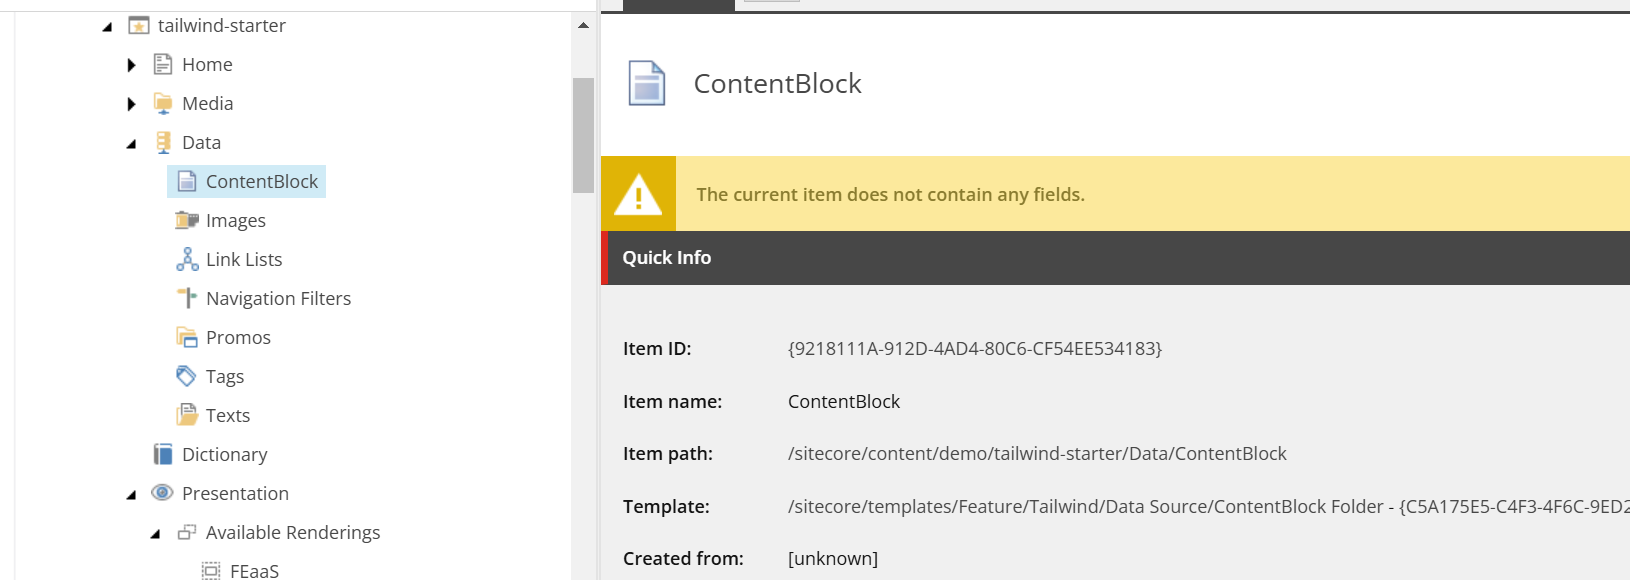 tailwind-starter
Home
Media
Data
ContentBlock
Images
Link Lists
Navigation Filters
Promos
Tags
Texts
Dictionary
Presentation
Available Renderings
FEaaS
ContentBlock
The current item does not contain any fields.
Quick Info
Item ID: {9218111A-912D-4AD4-80C6-CF54EE534183}
Item name: ContentBlock
Item path: /sitecore/content/demo/tailwind-starter/Data/ContentBlock
Template: /sitecore/templates/Feature/Tailwind/Data Source/ContentBlock Folder - {C5A175E5-C4F3-4F6C-9ED2
Created from: [unknown]